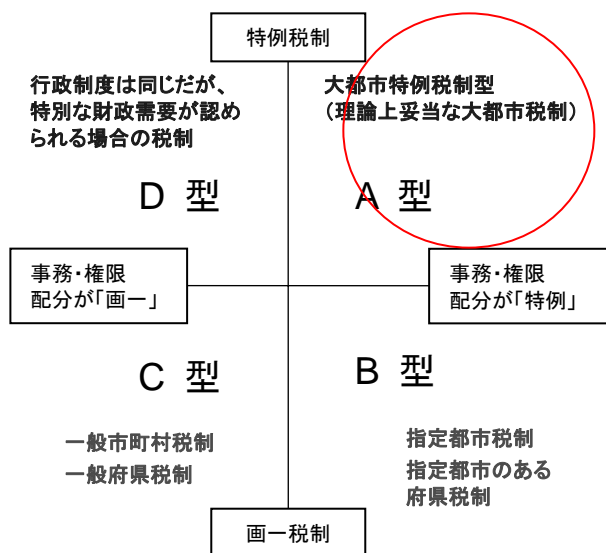 特例税制
行政制度は同じだが、
特別な財政需要が認め
られる場合の税制
大都市特例税制型
（理論上妥当な大都市税制）
D 型
A 型
事務・権限
配分が「画一」
事務・権限
配分が「特例」
C 型
B 型
一般市町村税制
一般府県税制
指定都市税制
指定都市のある
府県税制
画一税制